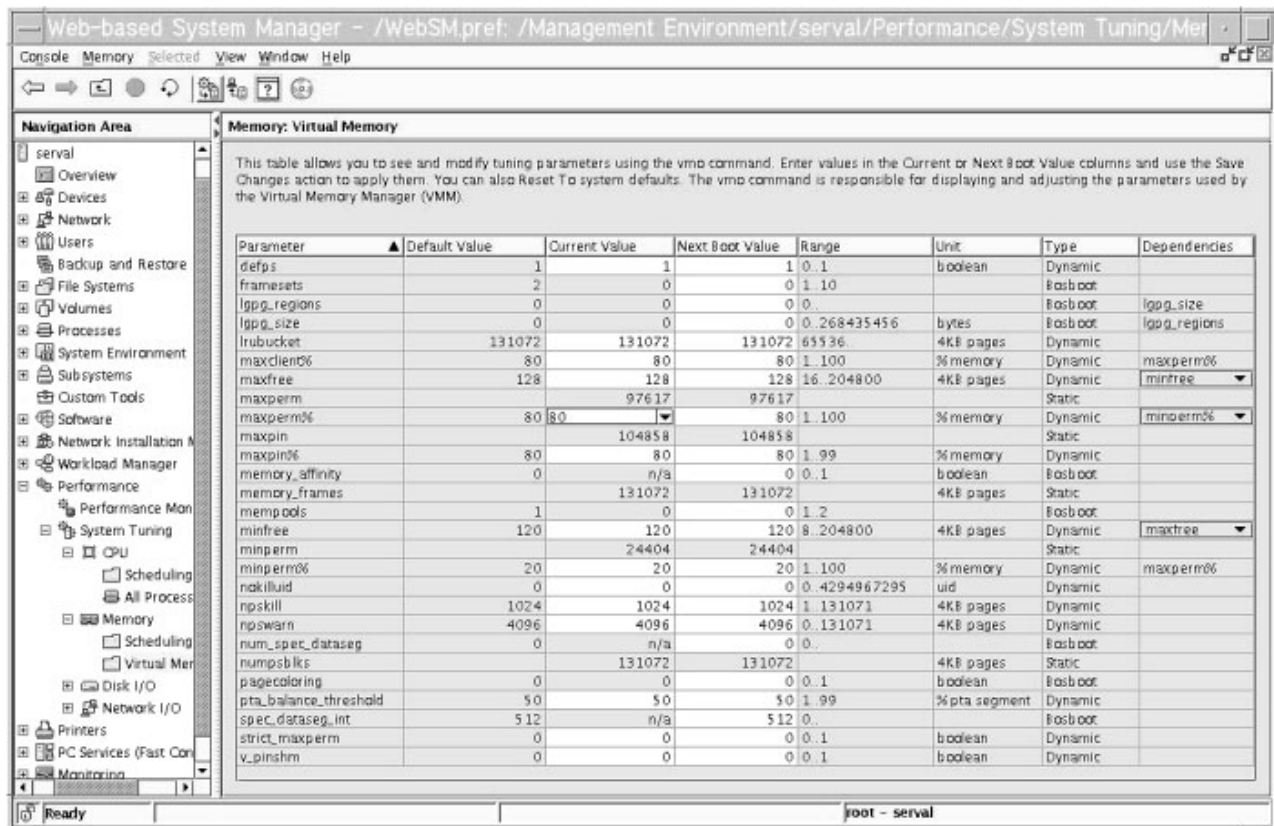 Web-based System Manager - /WebSM.pref: /Management Environment/serval/Performance/System Tuning/Mer
Console Memory Selected View Window Help
Navigation Area
serval
Overview
Devices
Network
Users
Backup and Restore
File Systems
Volumes
Processes
System Environment
Subsystems
Custom Tools
Software
Network Installation M
Workload Manager
Performance
Performance Man
System Tuning
CPU
Scheduling
All Process
Memory
Scheduling
Virtual Mer
Disk I/O
Network I/O
Printers
PC Services (Fast Con
Monitoring
Memory: Virtual Memory
This table allows you to see and modify tuning parameters using the vmo command. Enter values in the Current or Next Boot Value columns and use the Save
Changes action to apply them. You can also Reset To system defaults. The vmo command is responsible for displaying and adjusting the parameters used by
the Virtual Memory Manager (VMM).
Parameter Default Value Current Value Next Boot Value Range Unit Type Dependencies
defps 1 1 1 0..1 boolean Dynamic
framesets 2 0 0 1..10 Bosboot
lgpg_regions 0 0 0 0.. Bosboot lgpg_size
lgpg_size 0 0 0 0..268435456 bytes Bosboot lgpg_regions
lrubucket 131072 131072 131072 65536.. 4KB pages Dynamic
maxclient% 80 80 80 1..100 % memory Dynamic maxperm%
maxfree 128 128 128 16..204800 4KB pages Dynamic minfree
maxperm 97617 97617 Static
maxperm% 80 80 80 1..100 % memory Dynamic minperm%
maxpin 104858 104858 Static
maxpin% 80 80 80 1..99 % memory Dynamic
memory_affinity 0 n/a 0 0..1 boolean Bosboot
memory_frames 131072 131072 4KB pages Static
mempools 1 0 0 1..2 Bosboot
minfree 120 120 120 8..204800 4KB pages Dynamic maxfree
minperm 24404 24404 Static
minperm% 20 20 20 1..100 % memory Dynamic maxperm%
nokilluid 0 0 0 0..4294967295 uid Dynamic
npskill 1024 1024 1024 1..131071 4KB pages Dynamic
npswarn 4096 4096 4096 0..131071 4KB pages Dynamic
num_spec_dataseg 0 n/a 0 0.. Bosboot
numpsblks 131072 131072 4KB pages Static
pagecoloring 0 0 0 0..1 boolean Bosboot
pta_balance_threshold 50 50 50 1..99 % pta segment Dynamic
spec_dataseg_int 512 n/a 512 0.. Bosboot
strict_maxperm 0 0 0 0..1 boolean Dynamic
v_pinshm 0 0 0 0..1 boolean Dynamic
Ready root - serval